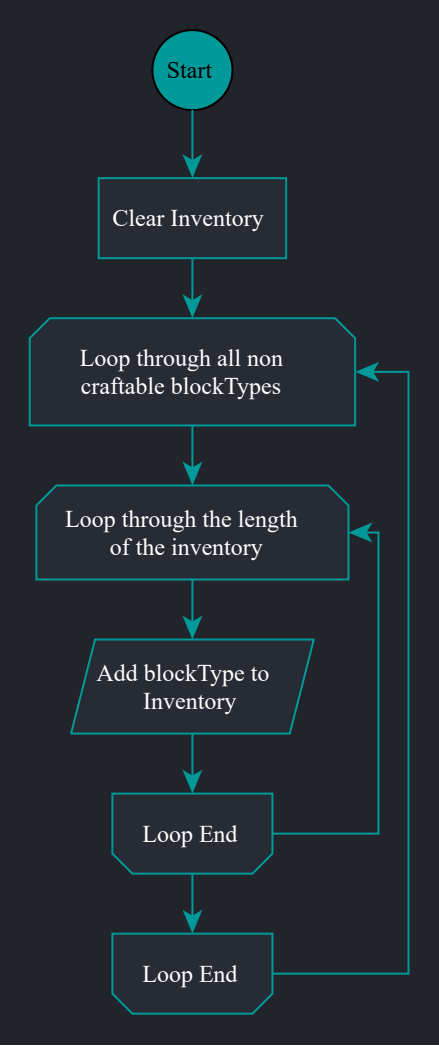 Start
Clear Inventory
Loop through all non
craftable blockTypes
Loop through the length
of the inventory
Add blockType to
Inventory
Loop End
Loop End